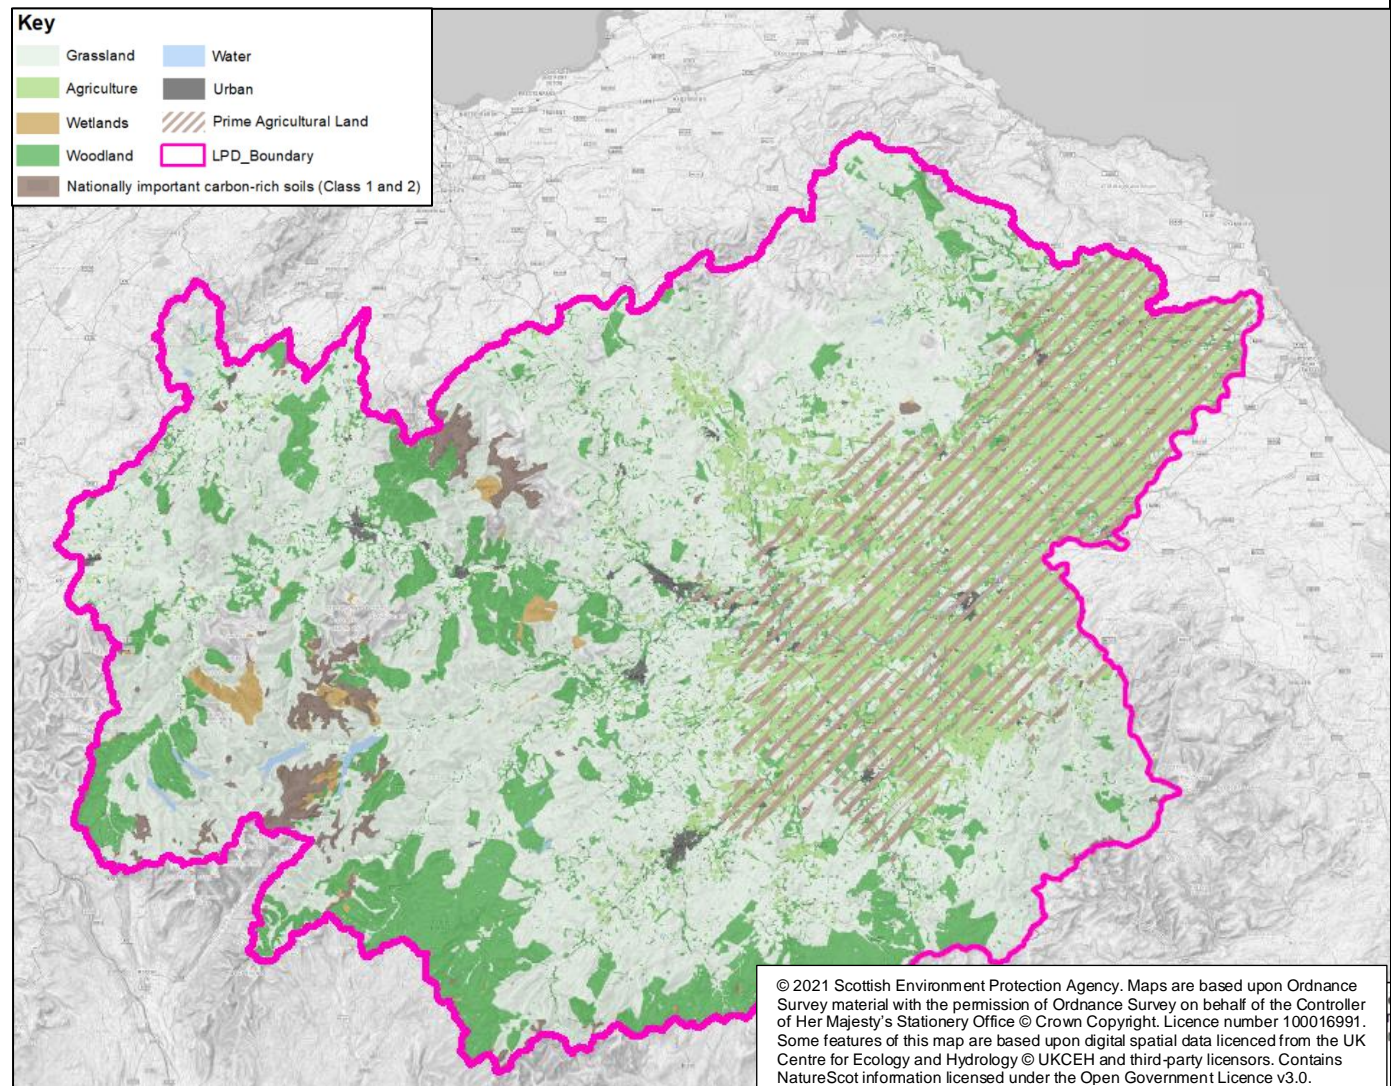 Key
Grassland
Water
Agriculture
Urban
Wetlands
Prime Agricultural Land
Woodland
LPD_Boundary
Nationally important carbon-rich soils (Class 1 and 2)
© 2021 Scottish Environment Protection Agency. Maps are based upon Ordnance
Survey material with the permission of Ordnance Survey on behalf of the Controller
of Her Majesty's Stationery Office © Crown Copyright. Licence number 100016991.
Some features of this map are based upon digital spatial data licenced from the UK
Centre for Ecology and Hydrology © UKCEH and third-party licensors. Contains
NatureScot information licensed under the Open Government Licence v3.0.